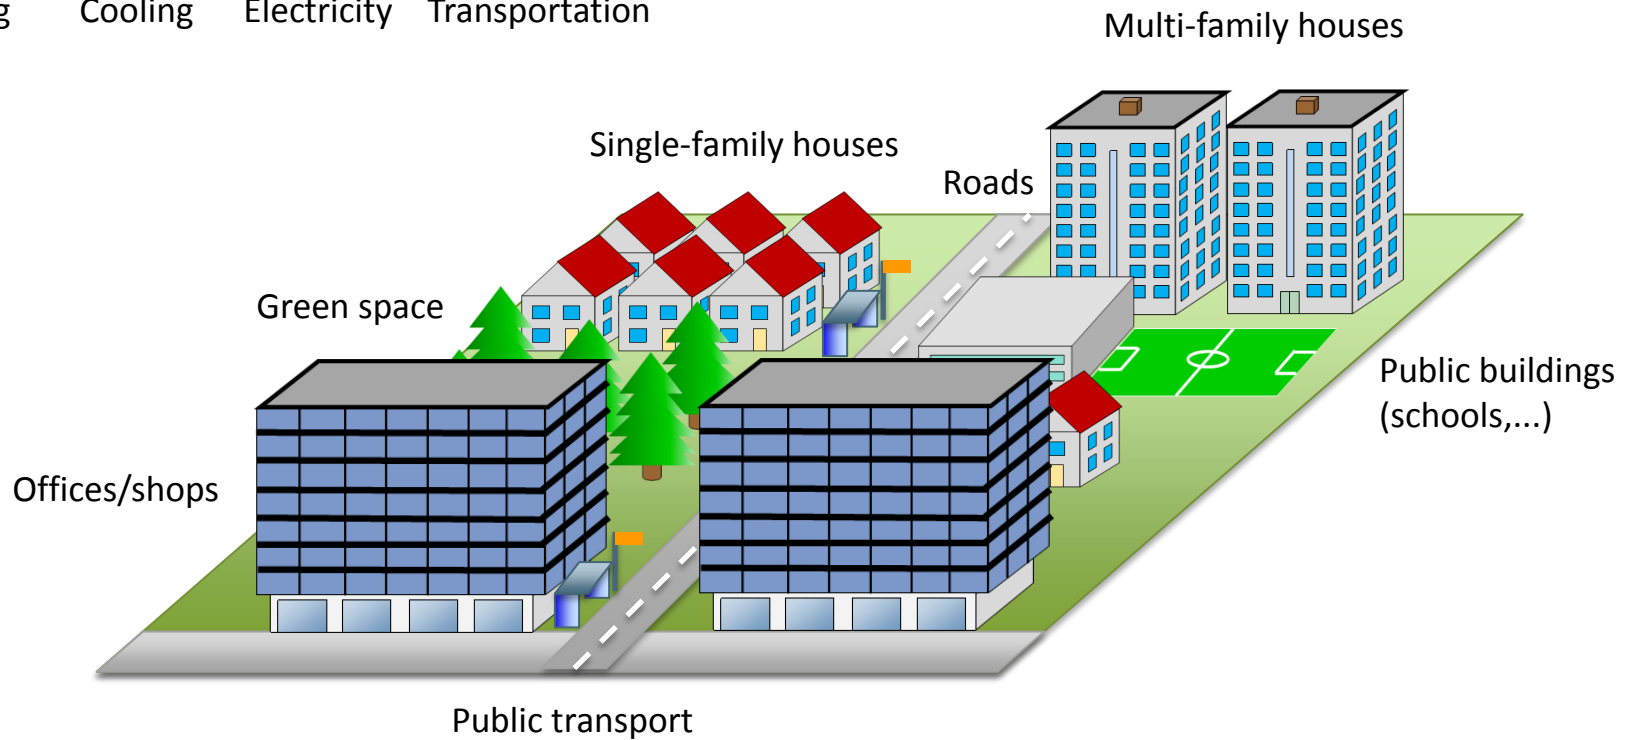 Cooling Electricity Transportation
Multi-family houses
Single-family houses
Roads
Green space
Public buildings
(schools,...)
Offices/shops
Public transport